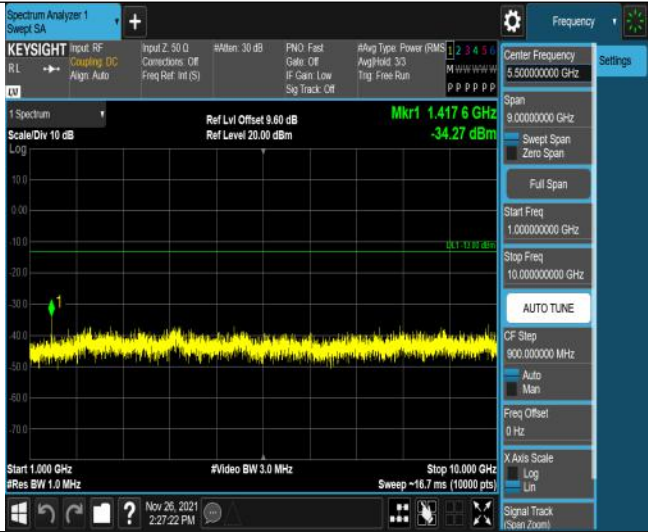 Spectrum Analyzer 1
Swept SA
+
Frequency
KEYSIGHT
RL
LV
Input: RF
Coupling: DC
Align: Auto
Input Z: 50 Ω
Corrections: Off
Freq Ref: Int (S)
#Atten: 30 dB
PNO: Fast
Gate: Off
IF Gain: Low
Sig Track: Off
#Avg Type: Power (RMS
Avg|Hold: 3/3
Trig: Free Run
1 2 3 4 5 6
M W W W W W
P P P P P P
Center Frequency
5.500000000 GHz
Settings
Span
9.00000000 GHz
Swept Span
Zero Span
Full Span
Start Freq
1.000000000 GHz
Stop Freq
10.000000000 GHz
AUTO TUNE
CF Step
900.000000 MHz
Auto
Man
Freq Offset
0 Hz
X Axis Scale
Log
Lin
Signal Track
(Span Zoom)
1 Spectrum
Scale/Div 10 dB
Log
Ref Lvl Offset 9.60 dB
Ref Level 20.00 dBm
Mkr1 1.417 6 GHz
-34.27 dBm
10.0
0.00
-10.0
DL1 -13.00 dBm
-20.0
-30.0
1
-40.0
-50.0
-60.0
-70.0
Start 1.000 GHz
#Video BW 3.0 MHz
Stop 10.000 GHz
#Res BW 1.0 MHz
Sweep ~16.7 ms (10000 pts)
?
Nov 26, 2021
2:27:22 PM